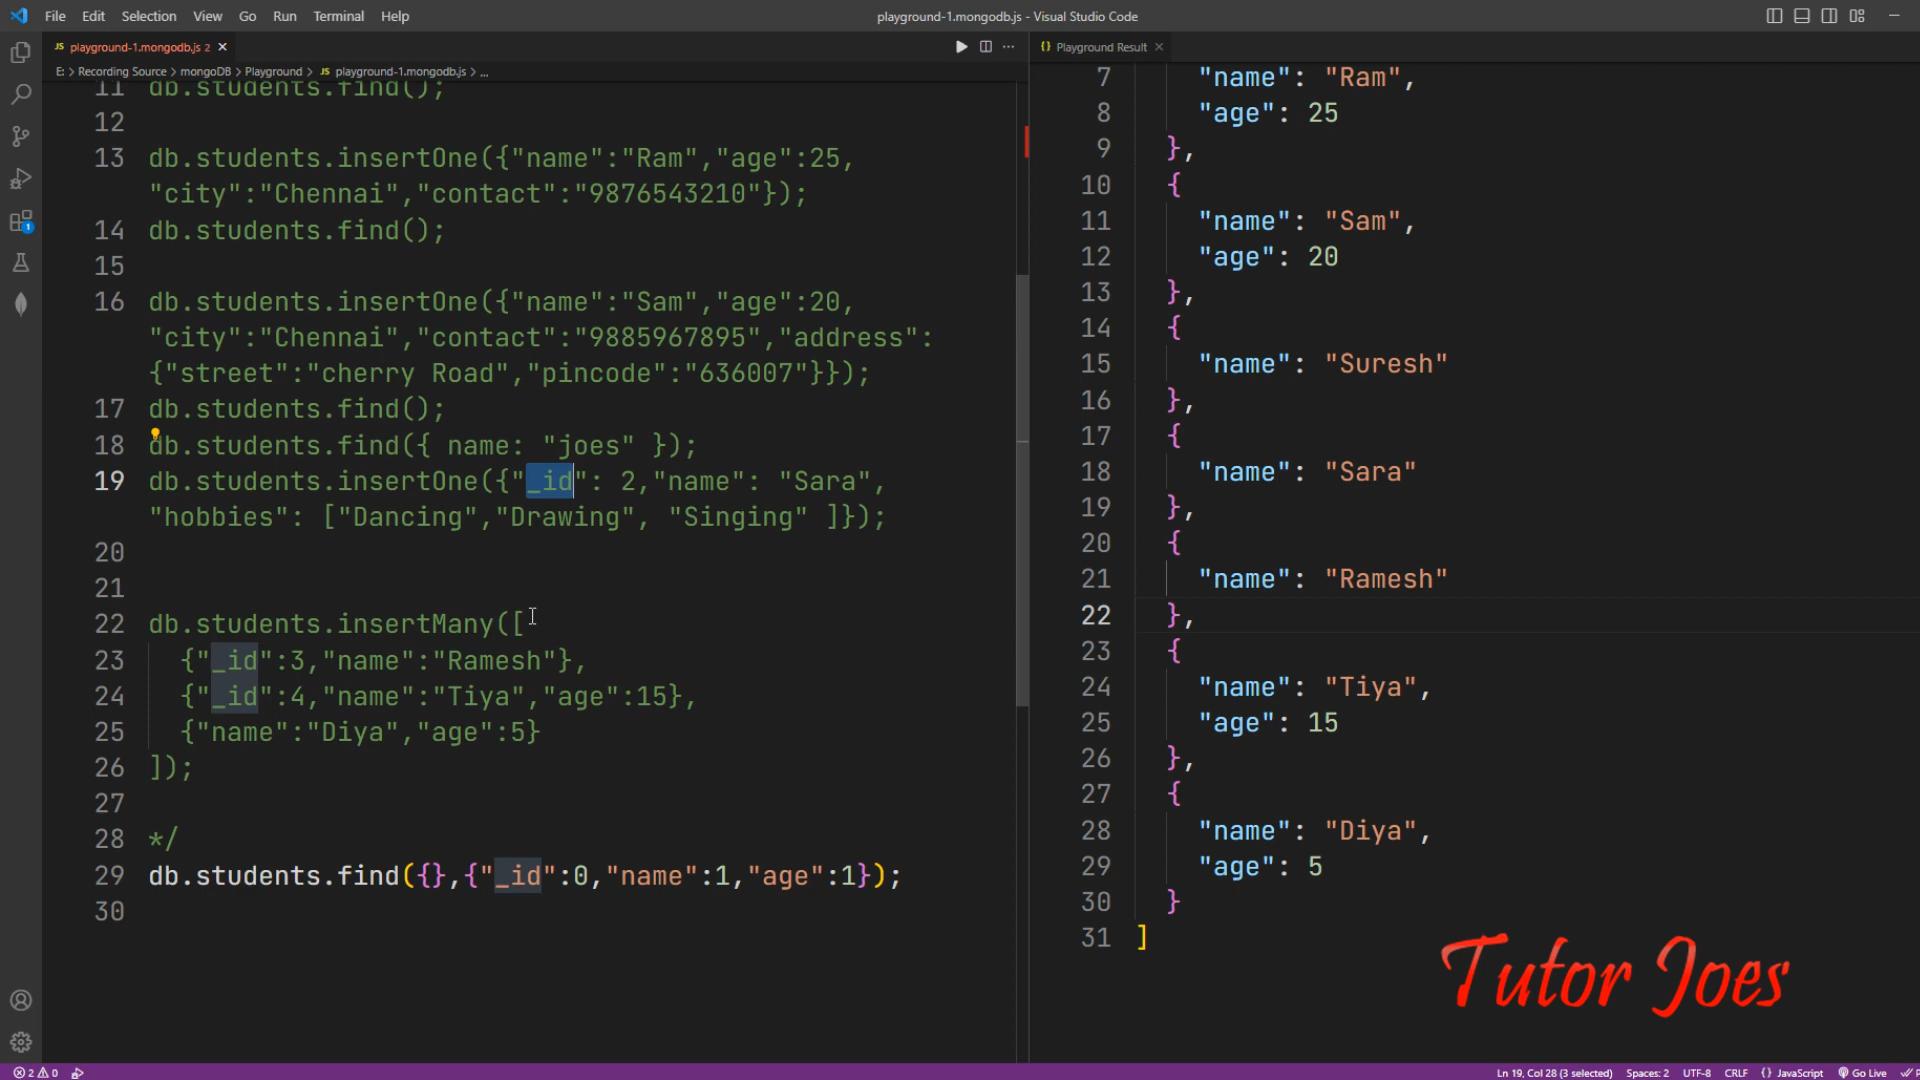 File Edit Selection View Go Run Terminal Help
playground-1.mongodb.js - Visual Studio Code
JS playground-1.mongodb.js 2
E: > Recording Source > mongoDB > Playground > JS playground-1.mongodb.js > ...
11 db.students.find();
12
13 db.students.insertOne({"name":"Ram","age":25,
"city":"Chennai","contact":"9876543210"});
14 db.students.find();
15
16 db.students.insertOne({"name":"Sam","age":20,
"city":"Chennai","contact":"9885967895","address":
{"street":"cherry Road","pincode":"636007"}});
17 db.students.find();
18 db.students.find({ name: "joes" });
19 db.students.insertOne({"_id": 2,"name": "Sara",
"hobbies": ["Dancing","Drawing", "Singing" ]});
20
21
22 db.students.insertMany([
23 {"_id":3,"name":"Ramesh"},
24 {"_id":4,"name":"Tiya","age":15},
25 {"name":"Diya","age":5}
26 ]);
27
28 */
29 db.students.find({},{"_id":0,"name":1,"age":1});
30
{} Playground Result
7 "name": "Ram",
8 "age": 25
9 },
10 {
11 "name": "Sam",
12 "age": 20
13 },
14 {
15 "name": "Suresh"
16 },
17 {
18 "name": "Sara"
19 },
20 {
21 "name": "Ramesh"
22 },
23 {
24 "name": "Tiya",
25 "age": 15
26 },
27 {
28 "name": "Diya",
29 "age": 5
30 }
31 ]
Tutor Joes
2 0
Ln 19, Col 28 (3 selected) Spaces: 2 UTF-8 CRLF {} JavaScript Go Live